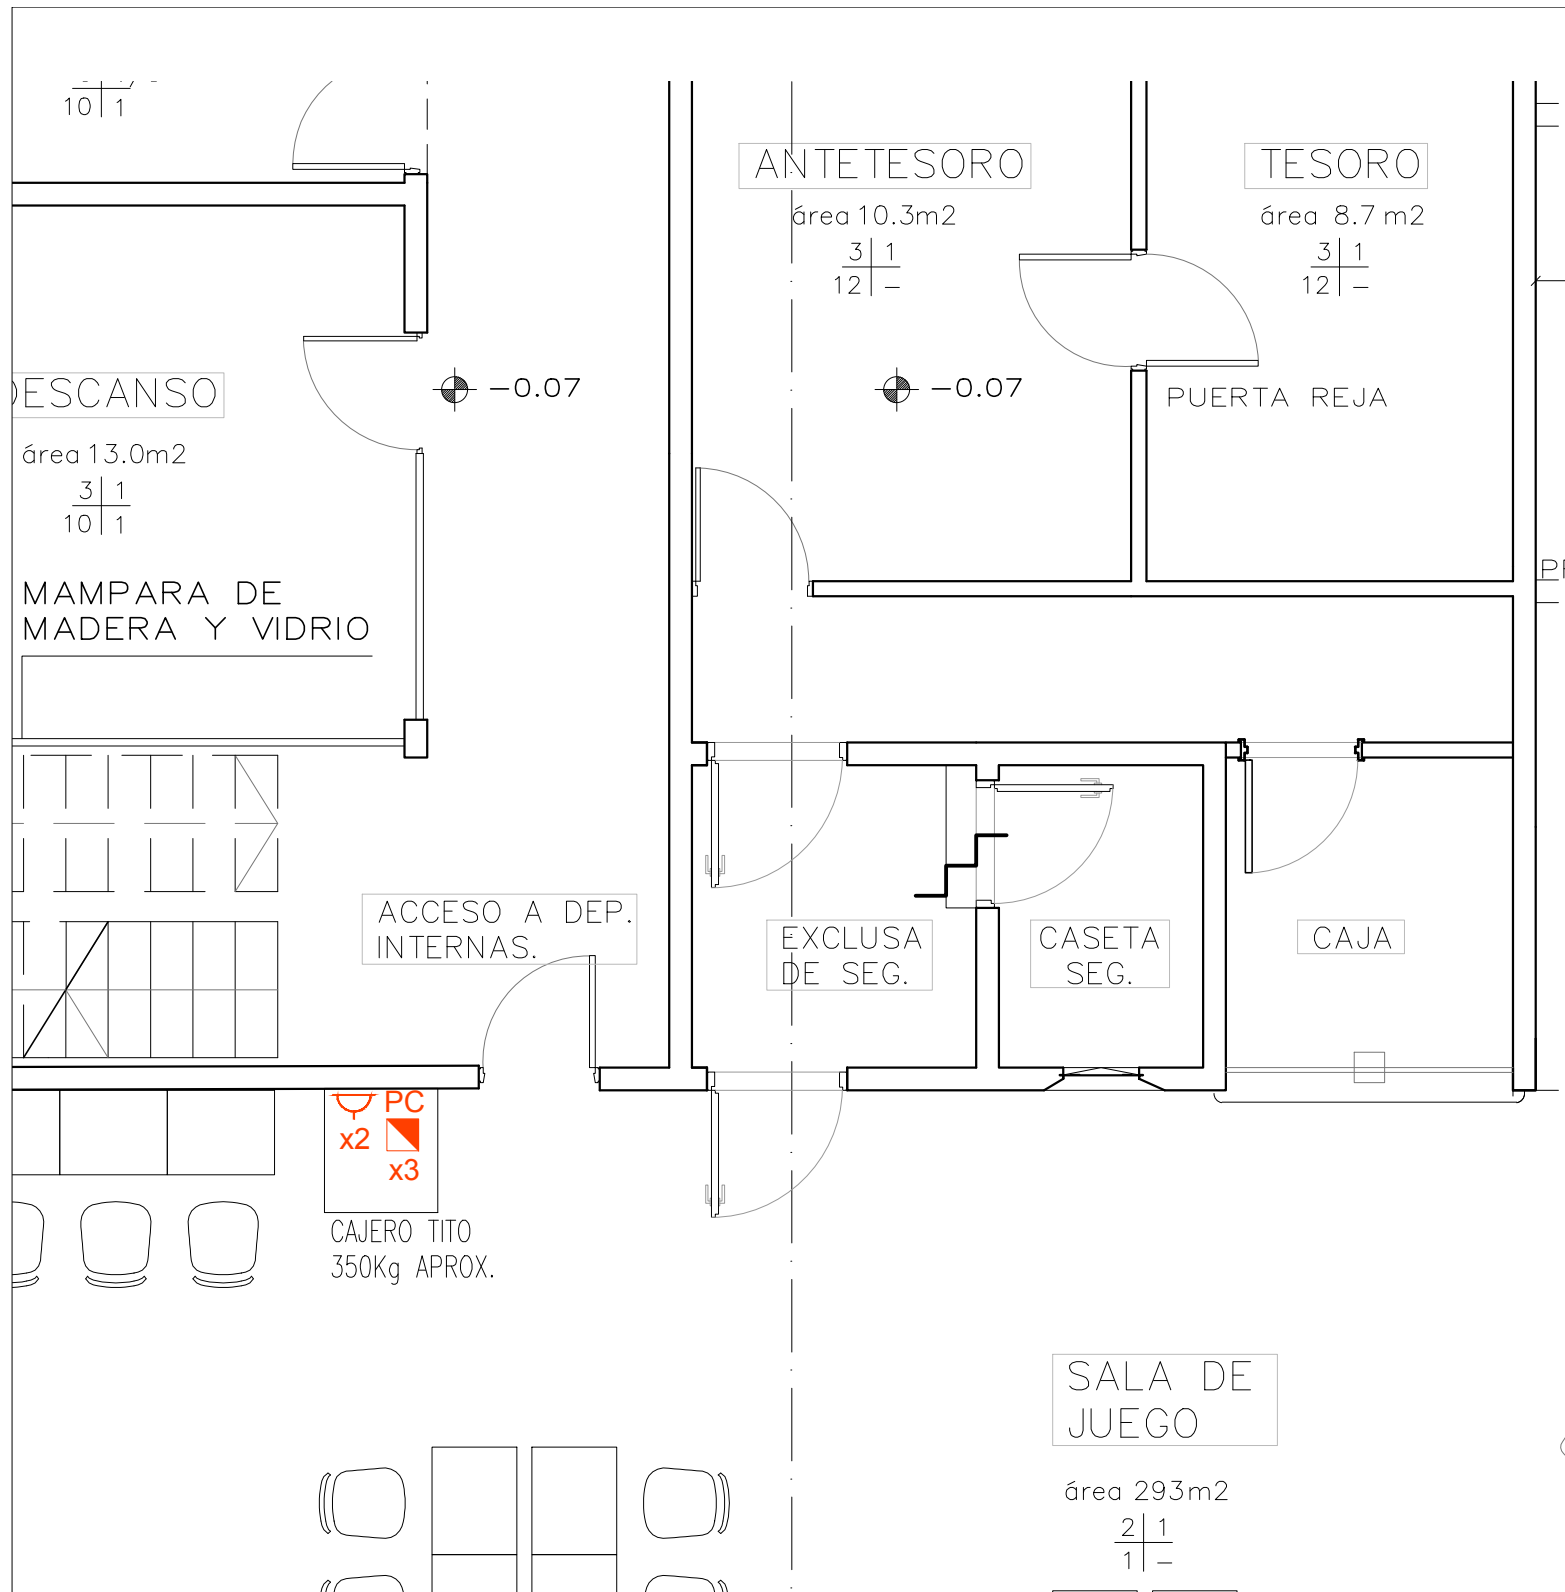 10 1
ANTETESORO
área 10.3m2
3 1
12 –
TESORO
área 8.7 m2
3 1
12 –
DESCANSO
área 13.0m2
3 1
10 1
-0.07
-0.07
PUERTA REJA
MAMPARA DE
MADERA Y VIDRIO
ACCESO A DEP.
INTERNAS.
EXCLUSA
DE SEG.
CASETA
SEG.
CAJA
PC
x2
x3
CAJERO TITO
350Kg APROX.
SALA DE
JUEGO
área 293m2
2 1
1 –